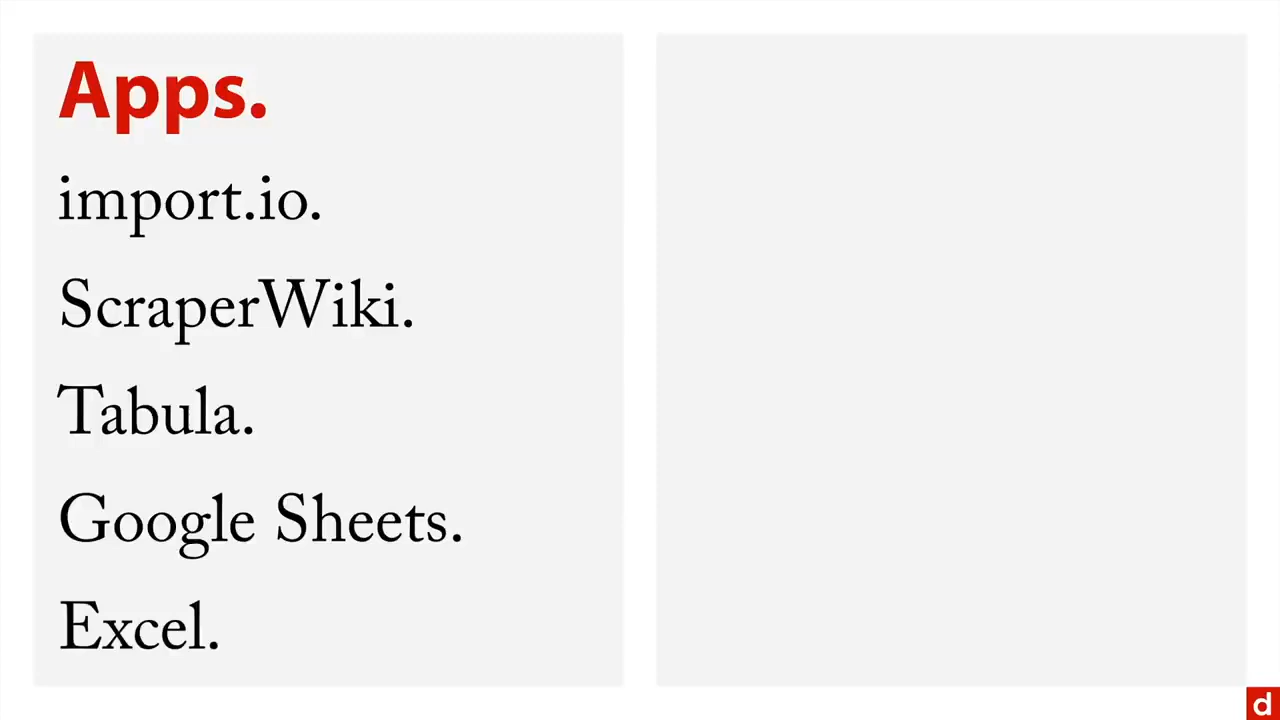 Apps.
import.io.
ScraperWiki.
Tabula.
Google Sheets.
Excel.
d